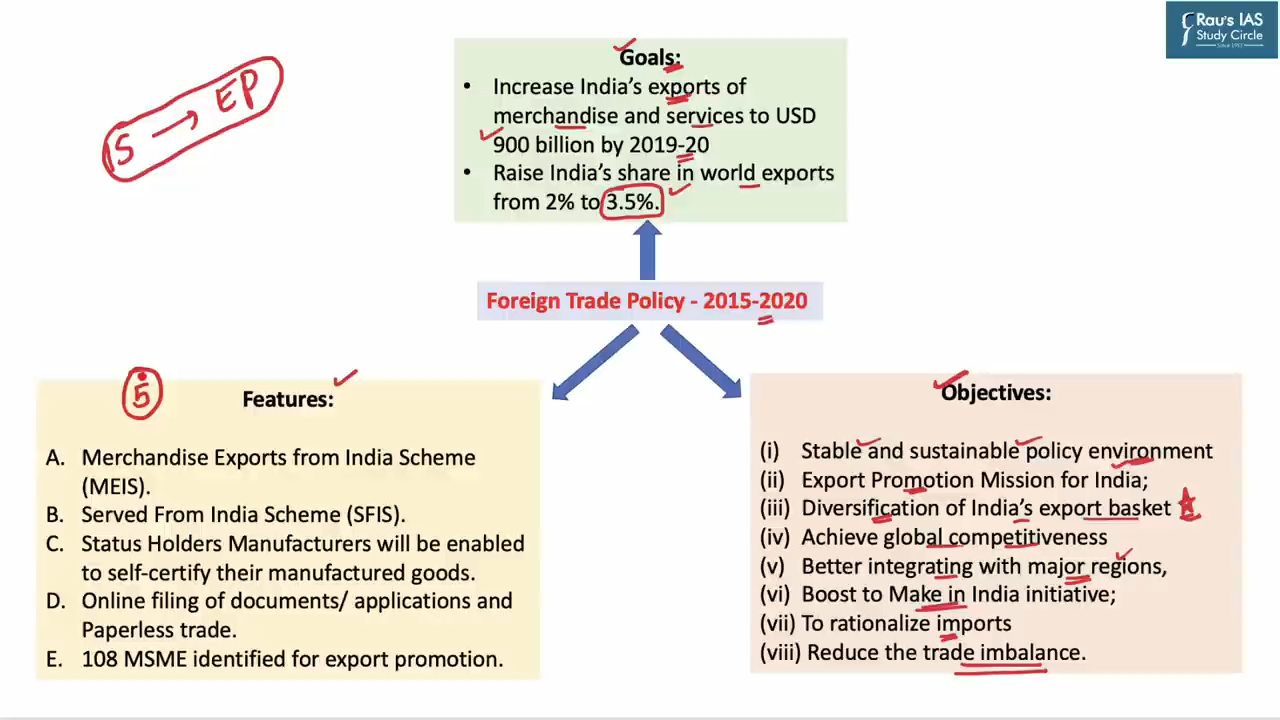 Rau's IAS
Study Circle
Since 1953
S → EP
Goals:
• Increase India's exports of
merchandise and services to USD
900 billion by 2019-20
• Raise India's share in world exports
from 2% to 3.5%.
Foreign Trade Policy - 2015-2020
5
Features:
A. Merchandise Exports from India Scheme
(MEIS).
B. Served From India Scheme (SFIS).
C. Status Holders Manufacturers will be enabled
to self-certify their manufactured goods.
D. Online filing of documents/ applications and
Paperless trade.
E. 108 MSME identified for export promotion.
Objectives:
(i) Stable and sustainable policy environment
(ii) Export Promotion Mission for India;
(iii) Diversification of India's export basket
(iv) Achieve global competitiveness
(v) Better integrating with major regions,
(vi) Boost to Make in India initiative;
(vii) To rationalize imports
(viii) Reduce the trade imbalance.